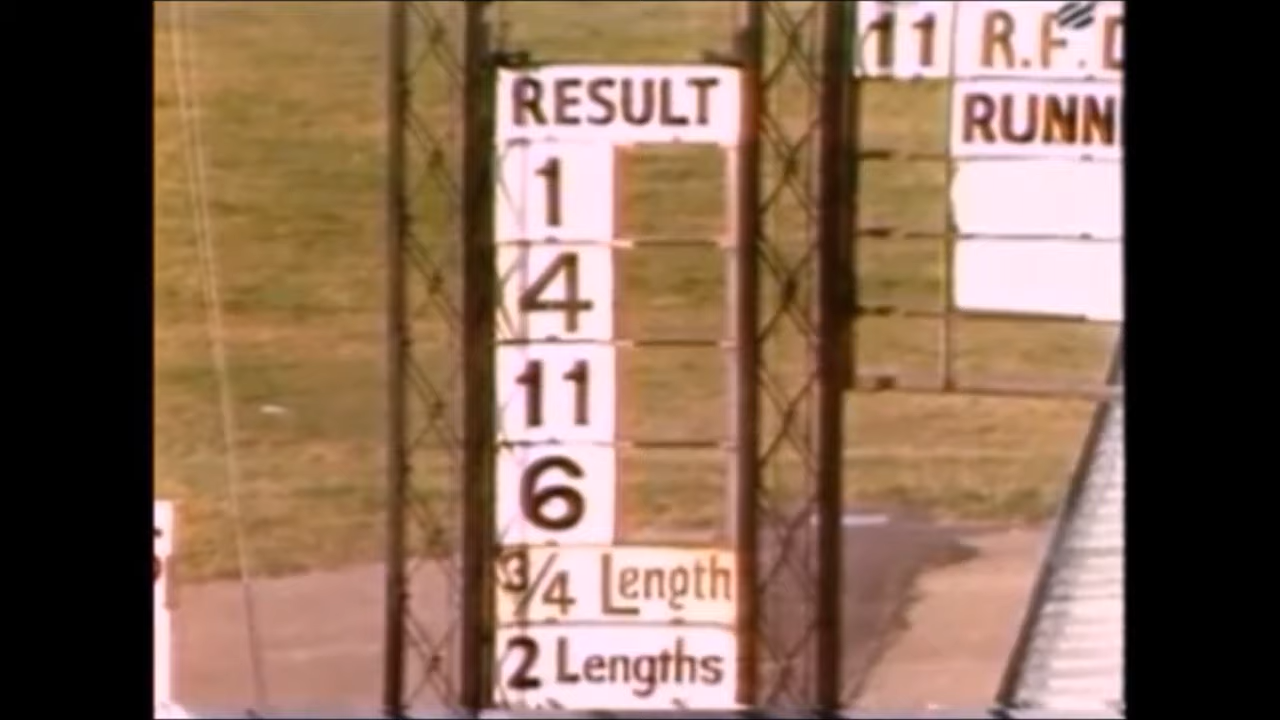 RESULT
1
4
11
6
3/4 Length
2 Lengths
11 R.F.
RUNN